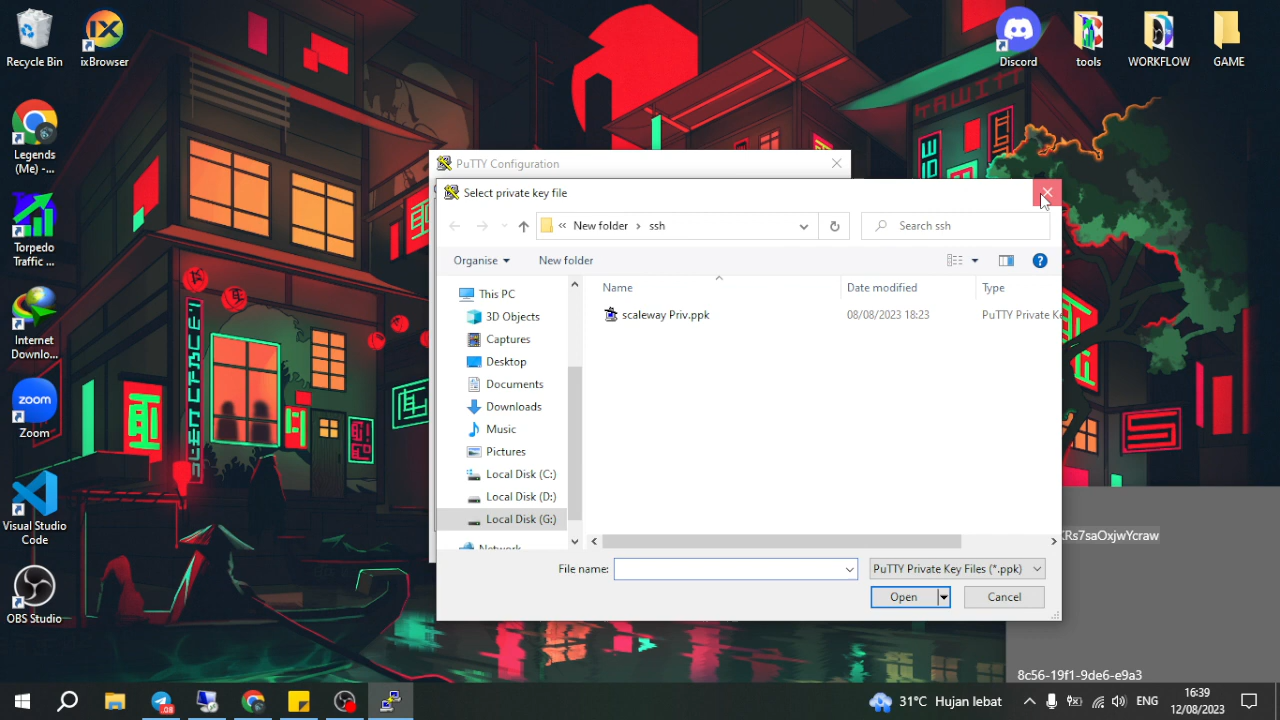 Recycle Bin
ixBrowser
Discord
tools
WORKFLOW
GAME
Legends
(Me) -...
Torpedo
Traffic ...
Internet
Downlo...
zoom
Zoom
Visual Studio
Code
OBS Studio
PuTTY Configuration
Select private key file
« New folder › ssh
Search ssh
Organise
New folder
This PC
3D Objects
Captures
Desktop
Documents
Downloads
Music
Pictures
Local Disk (C:)
Local Disk (D:)
Local Disk (G:)
Network
Name
Date modified
Type
scaleway Priv.ppk
08/08/2023 18:23
PuTTY Private Ke
File name:
PuTTY Private Key Files (*.ppk)
Open
Cancel
Rs7saOxjwYcraw
8c56-19f1-9de6-e9a3
31°C Hujan lebat
ENG
16:39
12/08/2023